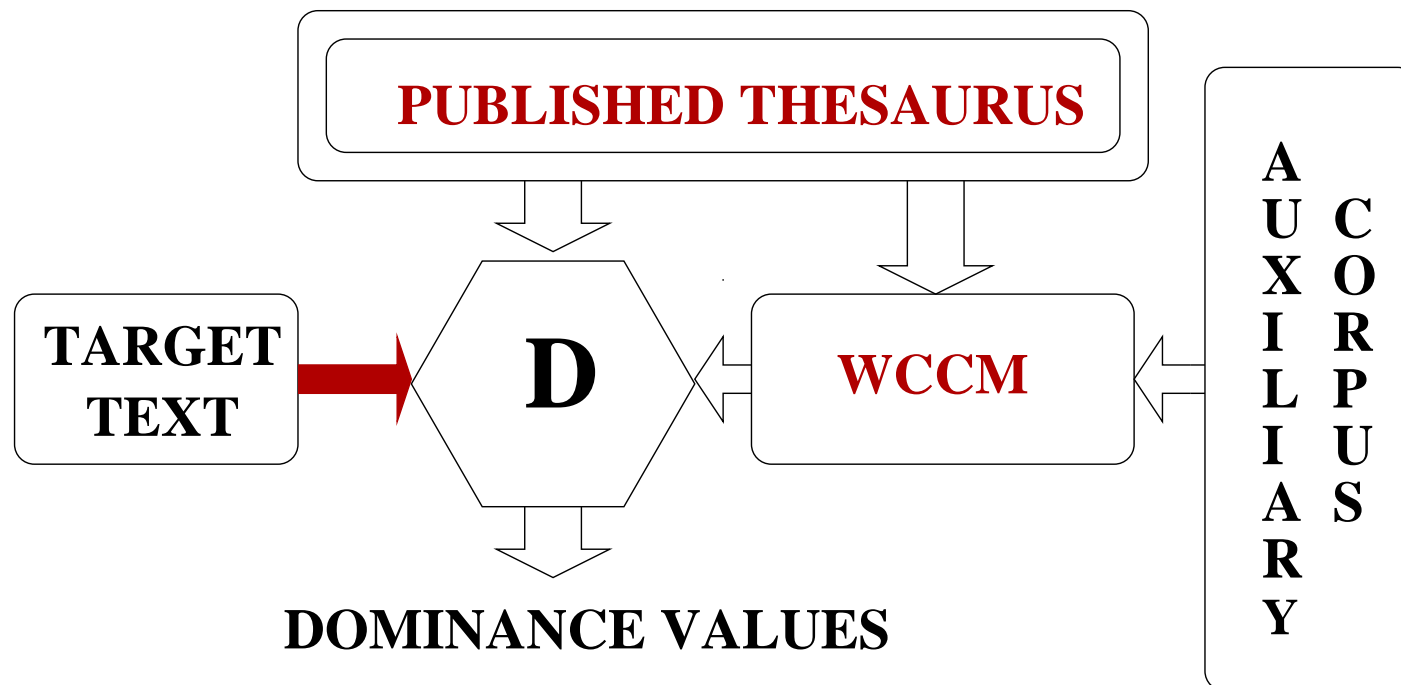 PUBLISHED THESAURUS
TARGET
TEXT
D
WCCM
AUXILIARY
CORPUS
DOMINANCE VALUES